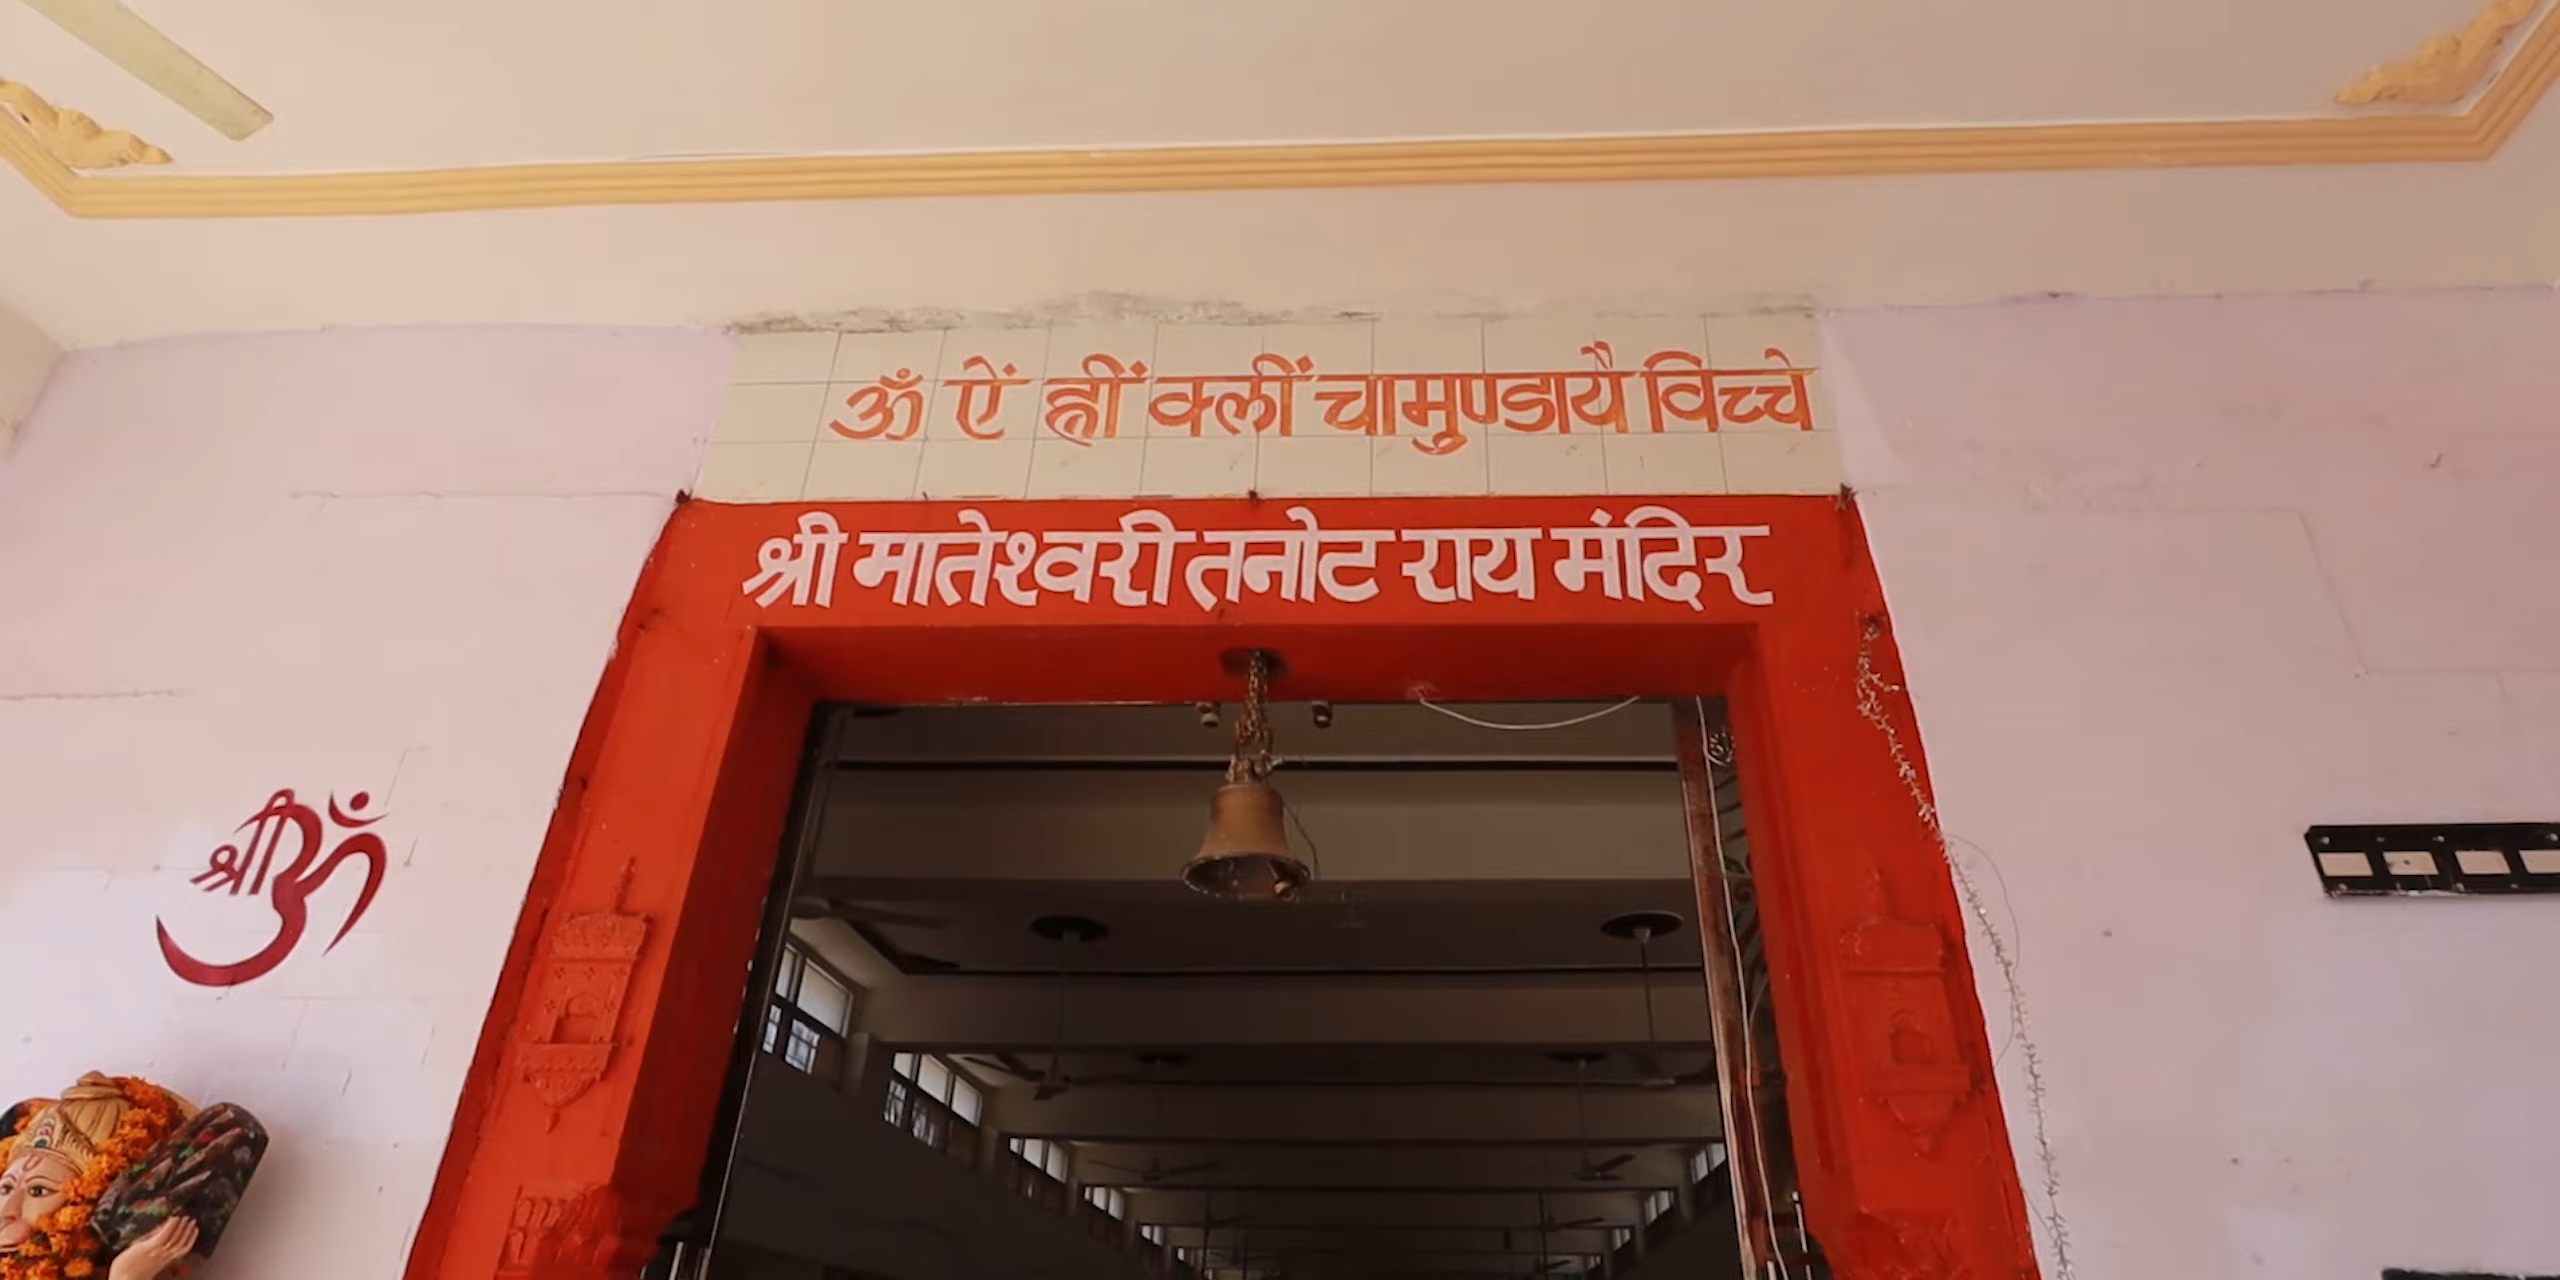 ॐ ऐं ह्रीं क्लीं चामुण्डायै विच्चे
श्री मातेश्वरी तनोट राय मंदिर
श्री ॐ